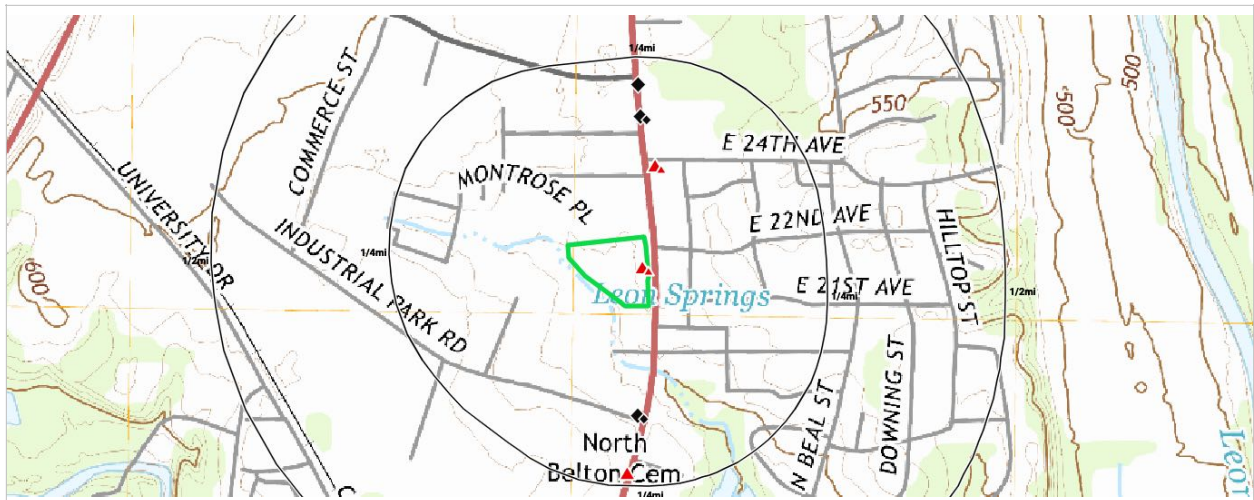 1/4mi
COMMERCE ST
500
500
550
E 24TH AVE
MONTROSE PL
UNIVERSITY DR
E 22ND AVE
HILLTOP ST
INDUSTRIAL PARK RD
1/4mi
1/2mi
600
E 21ST AVE
Leon Springs
1/4mi
1/2mi
N BEAL ST
DOWNING ST
North
Belton Cem
Leon
1/4mi